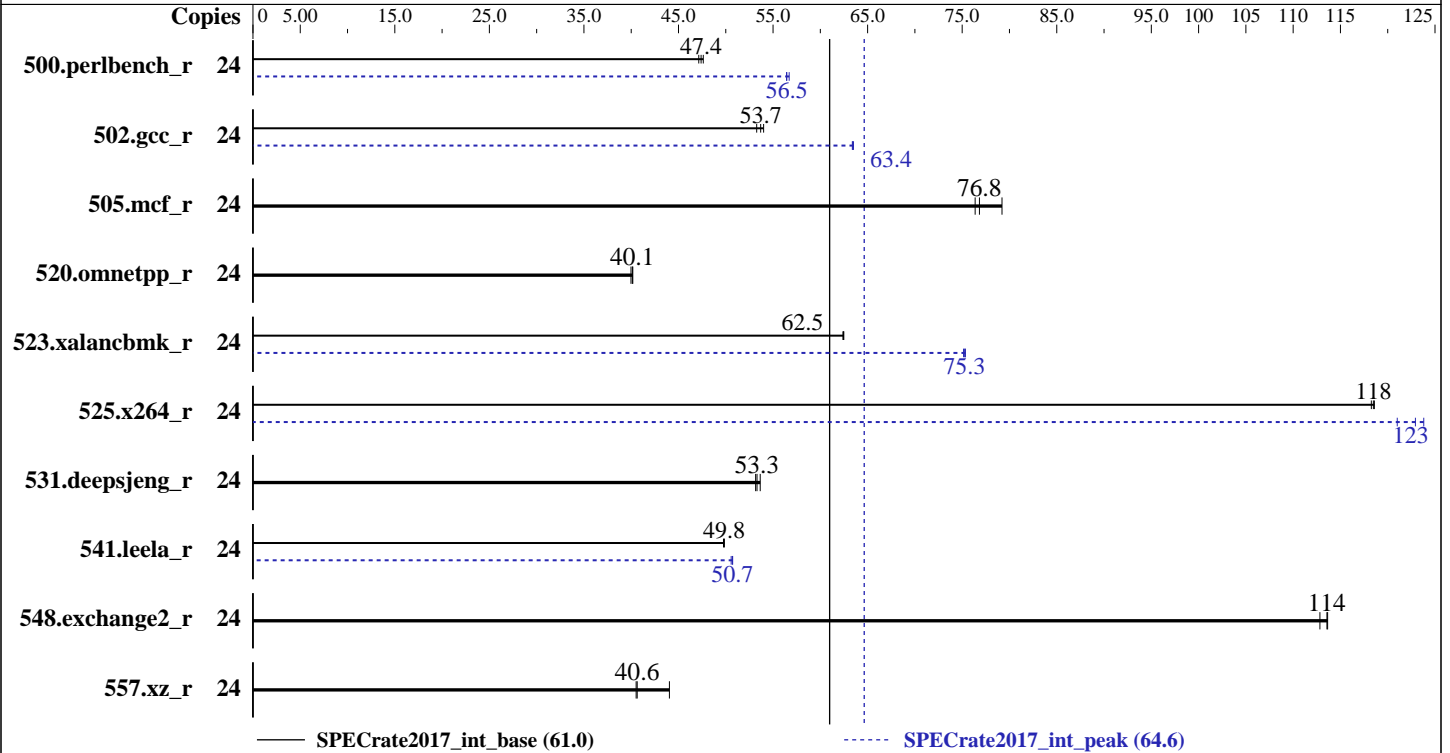 Copies 0 5.00 15.0 25.0 35.0 45.0 55.0 65.0 75.0 85.0 95.0 100 105 110 115 125
47.4
500.perlbench_r 24
56.5
53.7
502.gcc_r 24
63.4
76.8
505.mcf_r 24
40.1
520.omnetpp_r 24
62.5
523.xalancbmk_r 24
75.3
118
525.x264_r 24
123
53.3
531.deepsjeng_r 24
49.8
541.leela_r 24
50.7
114
548.exchange2_r 24
40.6
557.xz_r 24
SPECrate2017_int_base (61.0) SPECrate2017_int_peak (64.6)